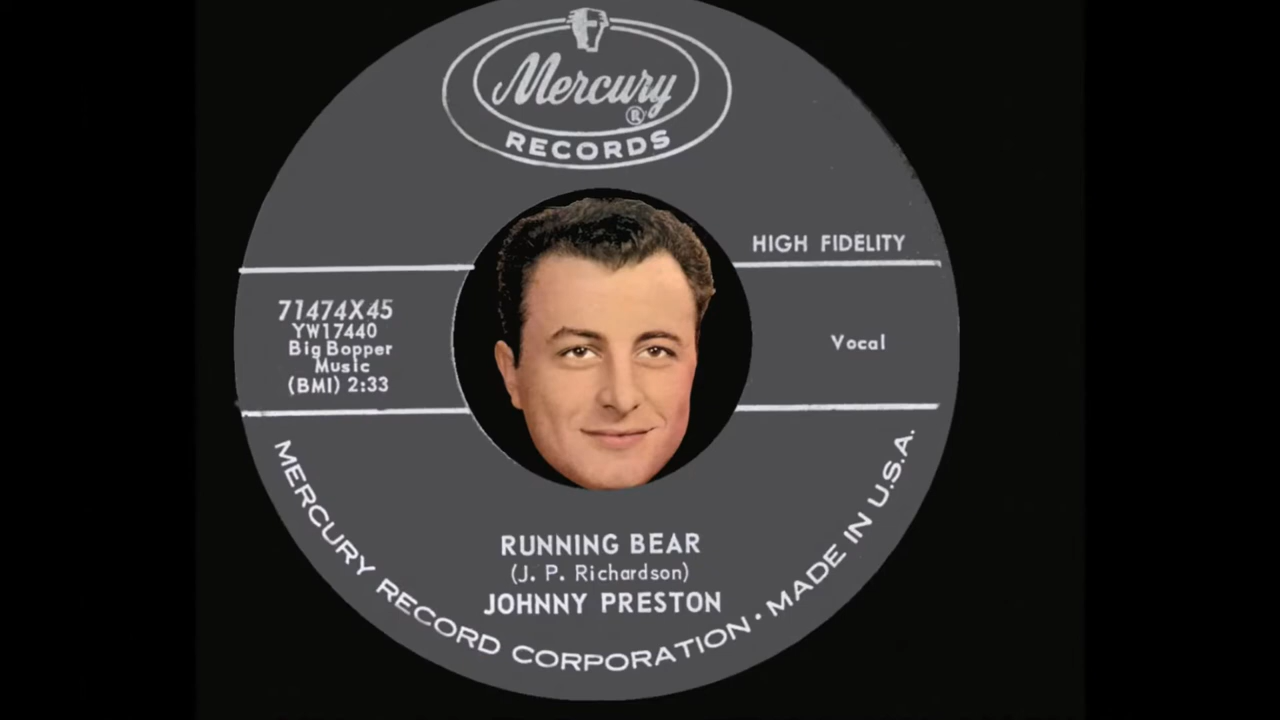 Mercury
®
RECORDS
HIGH FIDELITY
71474X45
YW17440
Big Bopper
Music
(BMI) 2:33
Vocal
RUNNING BEAR
(J. P. Richardson)
JOHNNY PRESTON
MERCURY RECORD CORPORATION • MADE IN U.S.A.